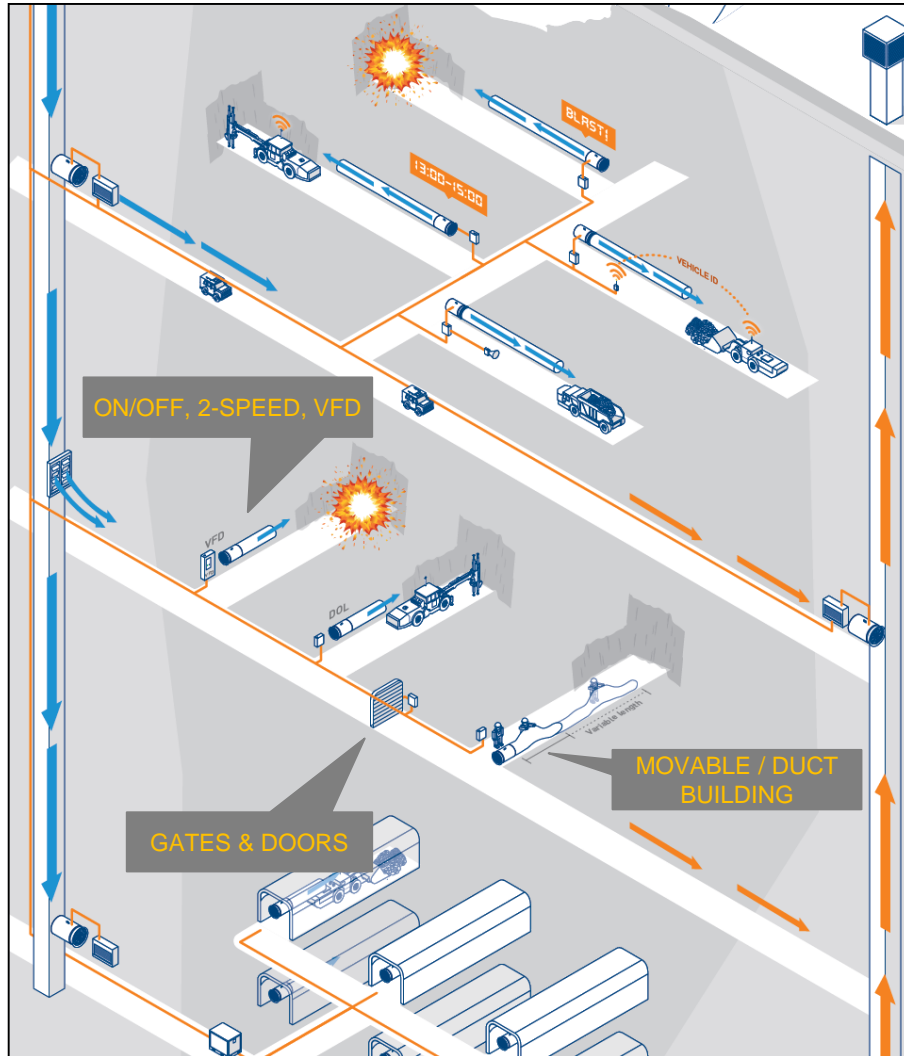 BLAST1
13:00-15:00
VEHICLE ID
ON/OFF, 2-SPEED, VFD
VFD
DOL
Variable length
MOVABLE / DUCT
BUILDING
GATES & DOORS